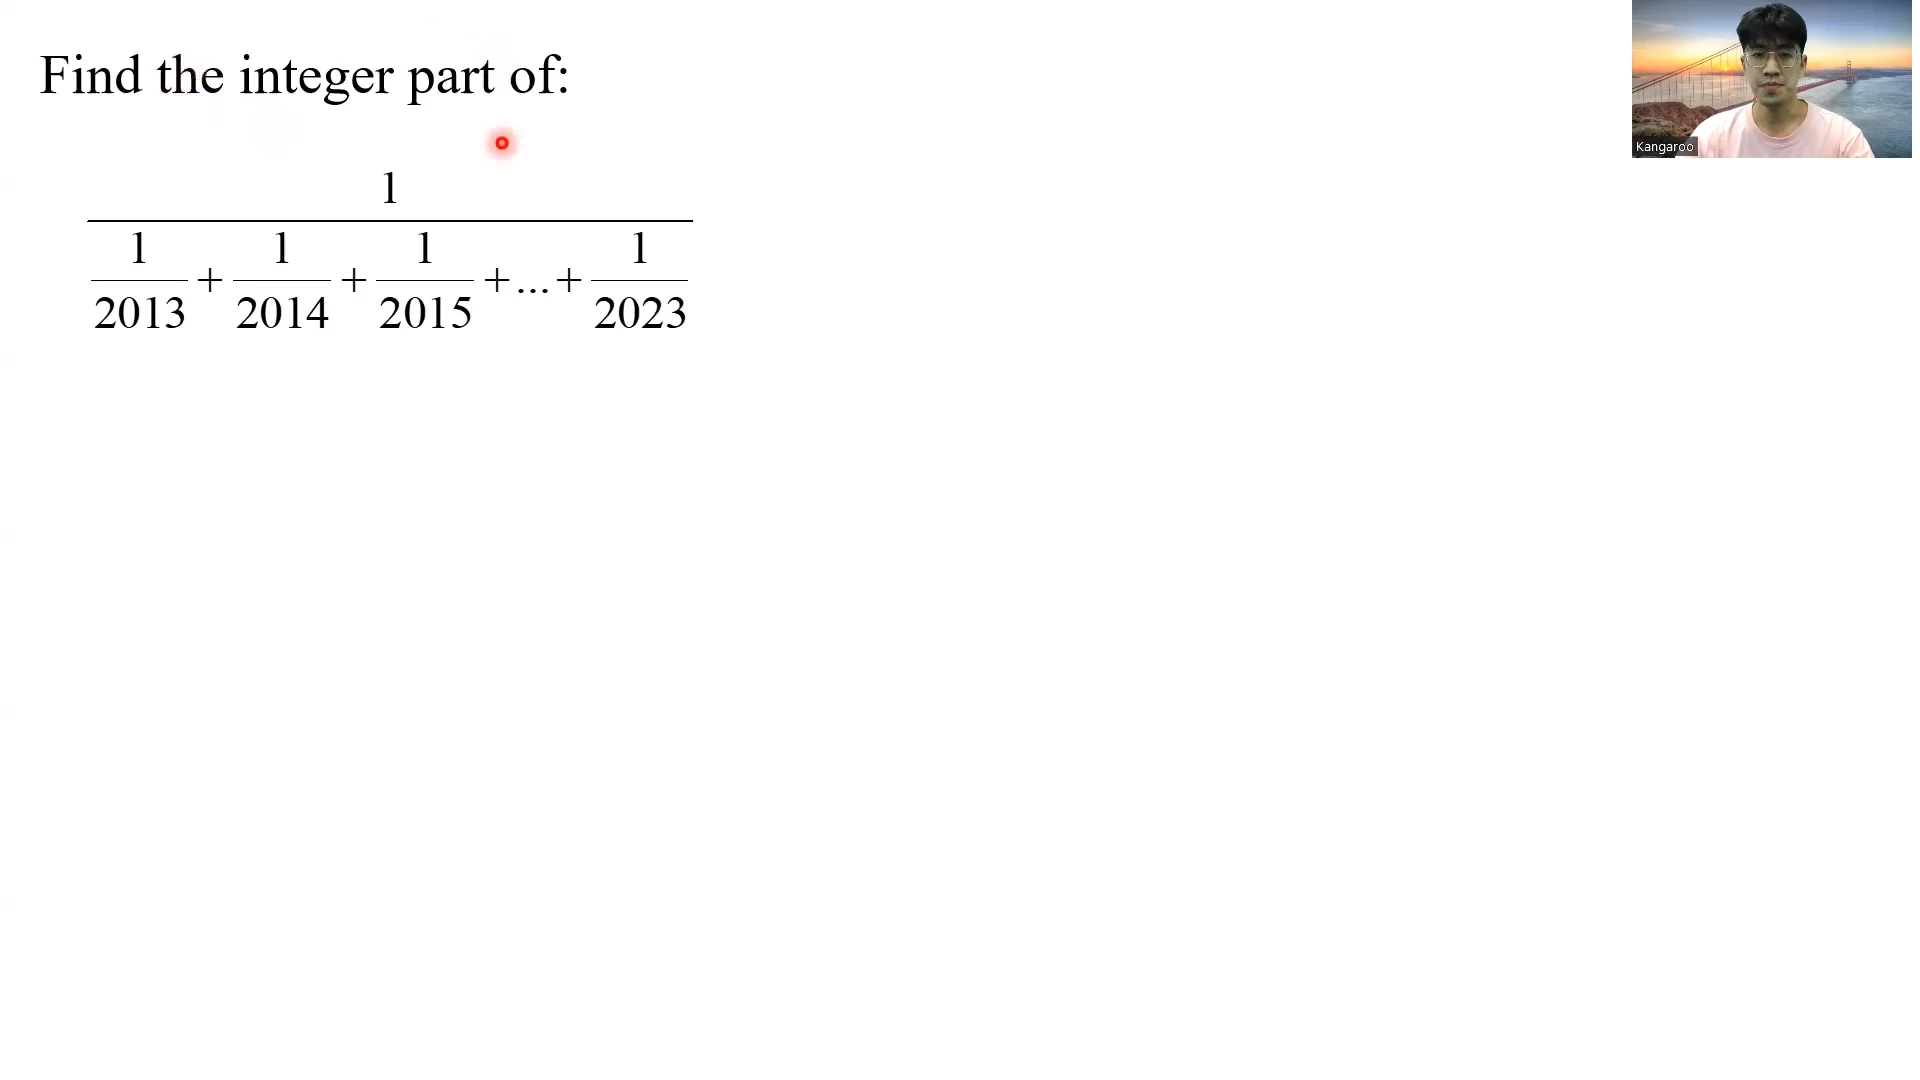 Find the integer part of:
1
1 1 1 1
+ + +...+
2013 2014 2015 2023
Kangaroo